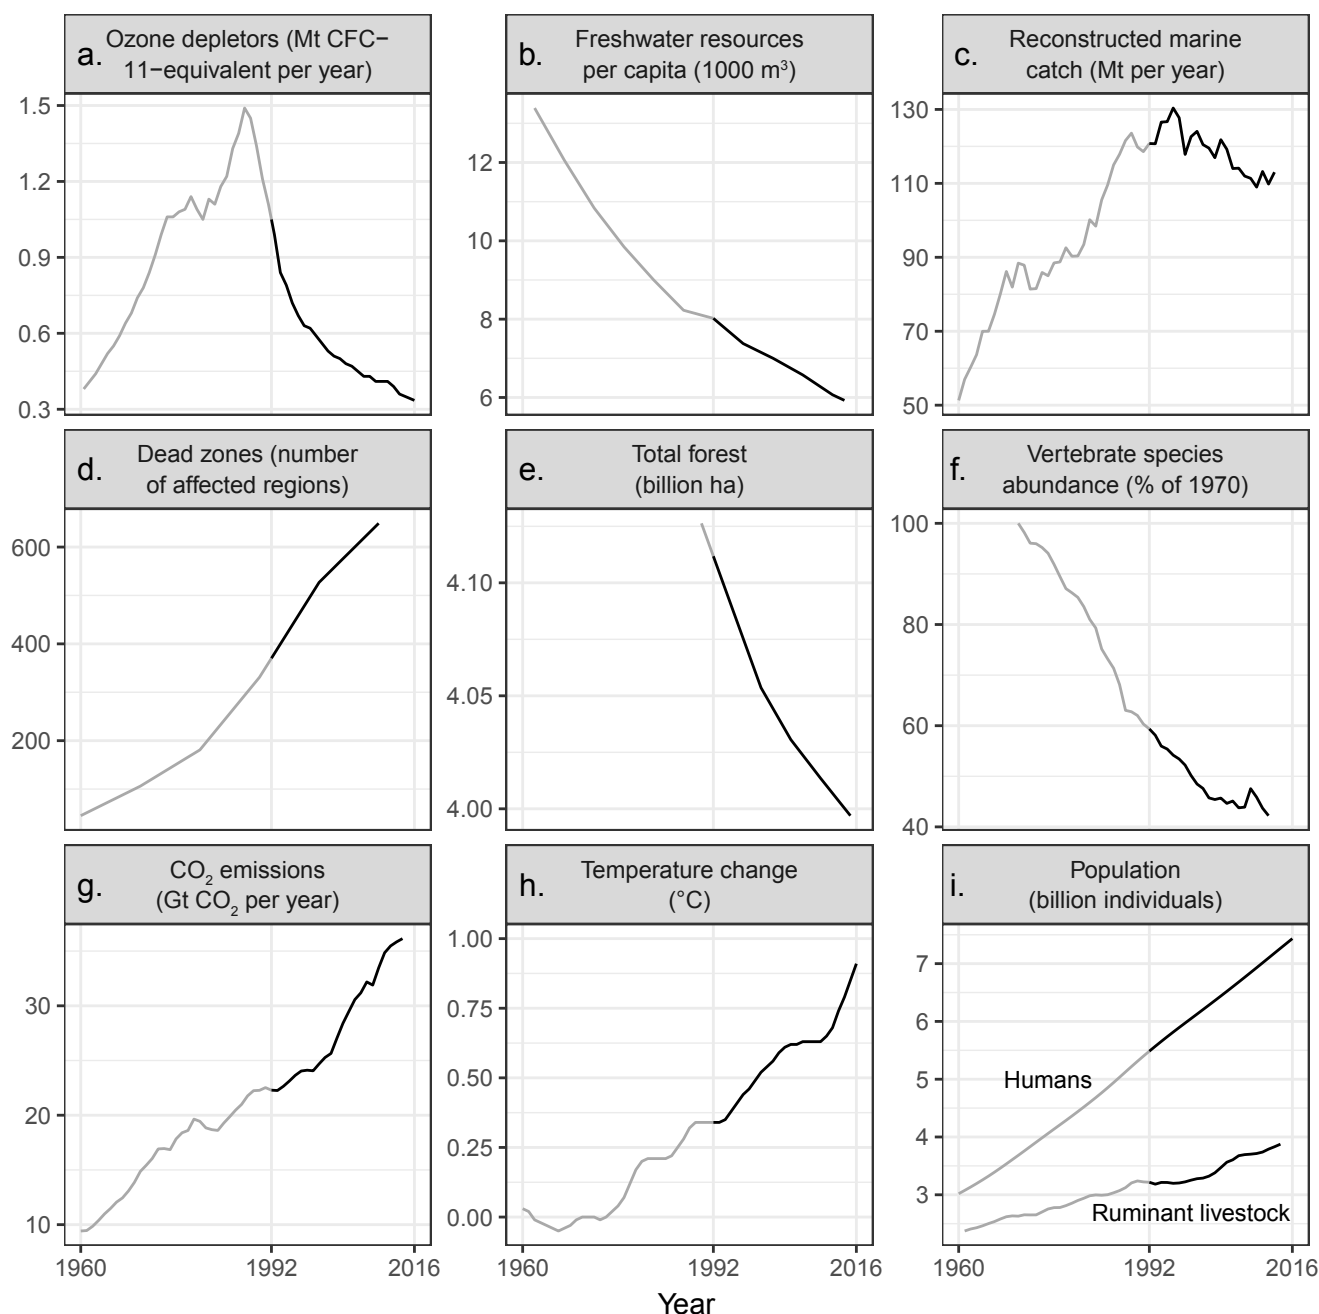 a. Ozone depletors (Mt CFC−
11−equivalent per year)
1.5
1.2
0.9
0.6
0.3
b. Freshwater resources
per capita (1000 m³)
12
10
8
6
c. Reconstructed marine
catch (Mt per year)
130
110
90
70
50
d. Dead zones (number
of affected regions)
600
400
200
e. Total forest
(billion ha)
4.10
4.05
4.00
f. Vertebrate species
abundance (% of 1970)
100
80
60
40
g. CO₂ emissions
(Gt CO₂ per year)
30
20
10
1960 1992 2016
h. Temperature change
(°C)
1.00
0.75
0.50
0.25
0.00
1960 1992 2016
i. Population
(billion individuals)
7
6
5
4
3
Humans
Ruminant livestock
1960 1992 2016
Year